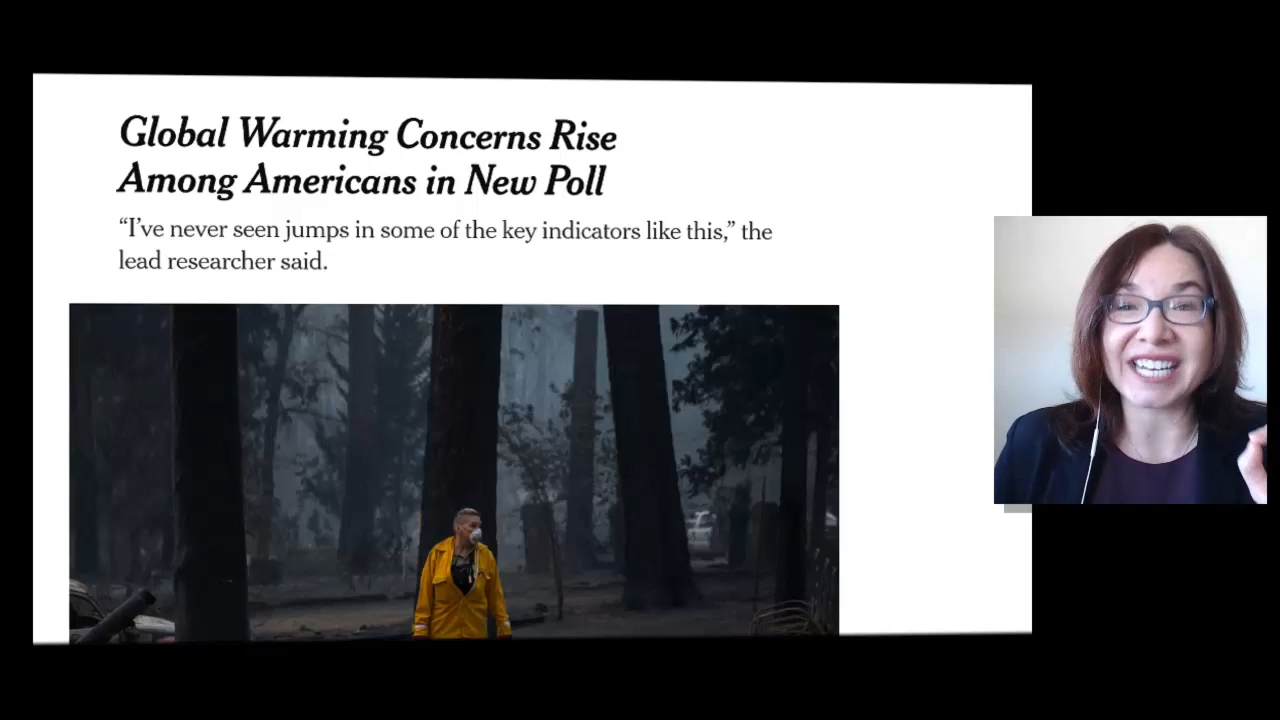 Global Warming Concerns Rise
Among Americans in New Poll
“I’ve never seen jumps in some of the key indicators like this,” the
lead researcher said.